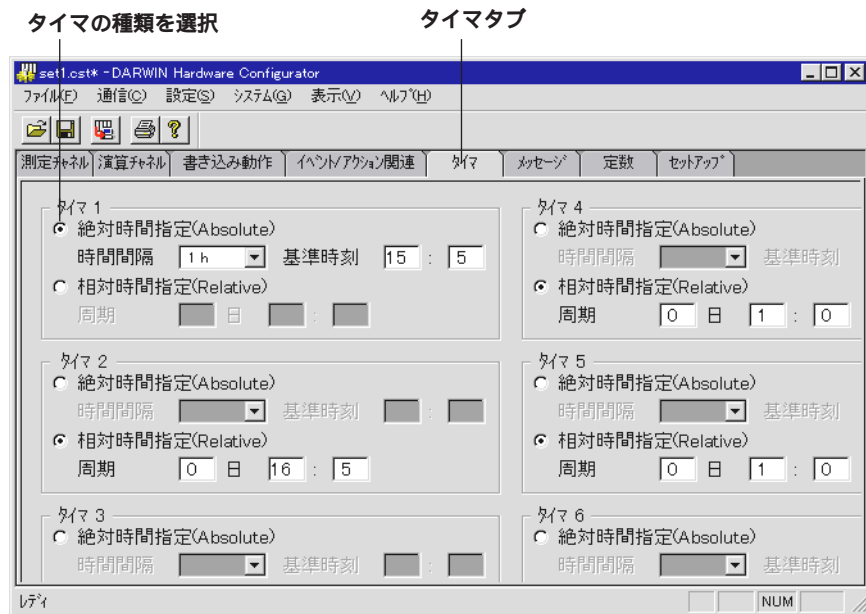 タイマの種類を選択
タイマタブ
set1.cst* - DARWIN Hardware Configurator
ファイル(F) 通信(C) 設定(S) システム(G) 表示(V) ヘルプ(H)
測定チャネル 演算チャネル 書き込み動作 イベント/アクション関連 タイマ メッセージ 定数 セットアップ
タイマ 1
絶対時間指定(Absolute)
時間間隔 1 h 基準時刻 15 : 5
相対時間指定(Relative)
周期 日 :
タイマ 2
絶対時間指定(Absolute)
時間間隔 基準時刻 :
相対時間指定(Relative)
周期 0 日 16 : 5
タイマ 3
絶対時間指定(Absolute)
時間間隔 基準時刻 :
タイマ 4
絶対時間指定(Absolute)
時間間隔 基準時刻
相対時間指定(Relative)
周期 0 日 1 : 0
タイマ 5
絶対時間指定(Absolute)
時間間隔 基準時刻
相対時間指定(Relative)
周期 0 日 1 : 0
タイマ 6
絶対時間指定(Absolute)
時間間隔 基準時刻
レディ
NUM